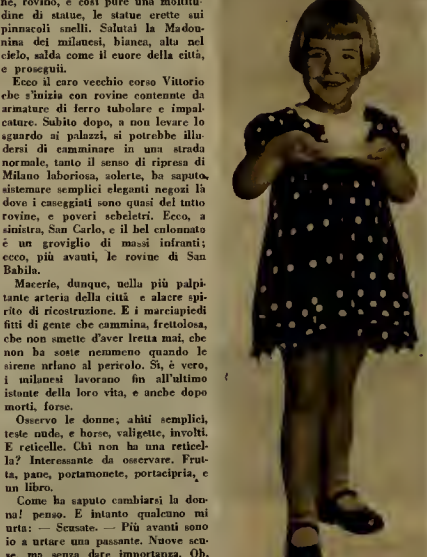 ne, rovino, e così pure una moltitu-
dine di statue, le statue erette sui
pinnacoli snelli. Salutai la Madon-
nina dei milanesi, bianca, alta nel
cielo, salda come il cuore della città,
e proseguii.
Ecco il caro vecchio corso Vittorio
che s'inizia con rovine contenute da
armature di ferro tubolare e impal-
cature. Subito dopo, a non levare lo
sguardo ai palazzi, si potrebbe illu-
dersi di camminare in una strada
normale, tanto il senso di ripresa di
Milano laboriosa, solerte, ha saputo
sistemare semplici eleganti negozi là
dove i caseggiati sono quasi del tutto
rovine, e poveri scheletri. Ecco, a
sinistra, San Carlo, e il bel colonnato
è un groviglio di massi infranti;
ecco, più avanti, le rovine di San
Babila.
Macerie, dunque, nella più palpi-
tante arteria della città e alacre spi-
rito di ricostruzione. E i marciapiedi
fitti di gente che cammina, frettolosa,
che non smette d'aver fretta mai, che
non ha soste nemmeno quando le
sirene urlano al pericolo. Sì, è vero,
i milanesi lavorano fin all'ultimo
istante della loro vita, e anche dopo
morti, forse.
Osservo le donne; abiti semplici,
teste nude, e borse, valigette, involti.
E reticelle. Chi non ha una reticel-
la? Interessante da osservare. Frut-
ta, pane, portamonete, portacipria, e
un libro.
Come ha saputo cambiarsi la don-
na! penso. E intanto qualcuno mi
urta: — Scusate. — Più avanti sono
io a urtare una passante. Nuove scu-
se, ma senza dare importanza. Oh,